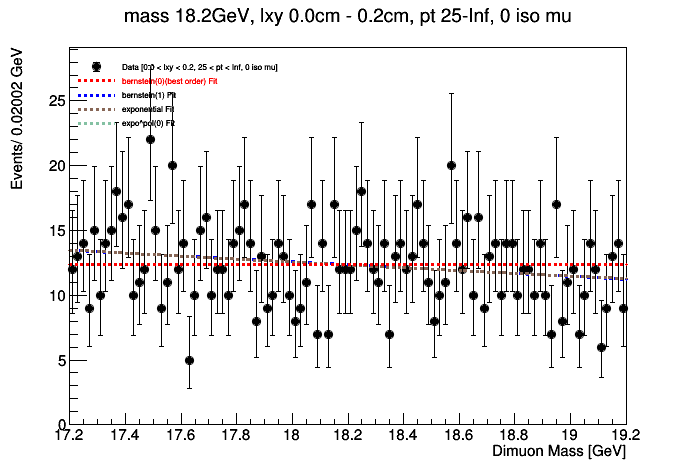 mass 18.2GeV, lxy 0.0cm - 0.2cm, pt 25-Inf, 0 iso mu
Events/ 0.02002 GeV
Data [0.0 < lxy < 0.2, 25 < pt < Inf, 0 iso mu]
bernstein(0)(best order) Fit
bernstein(1) Fit
exponential Fit
expo*pol(0) Fit
25
20
15
10
5
0
17.2 17.4 17.6 17.8 18 18.2 18.4 18.6 18.8 19 19.2
Dimuon Mass [GeV]